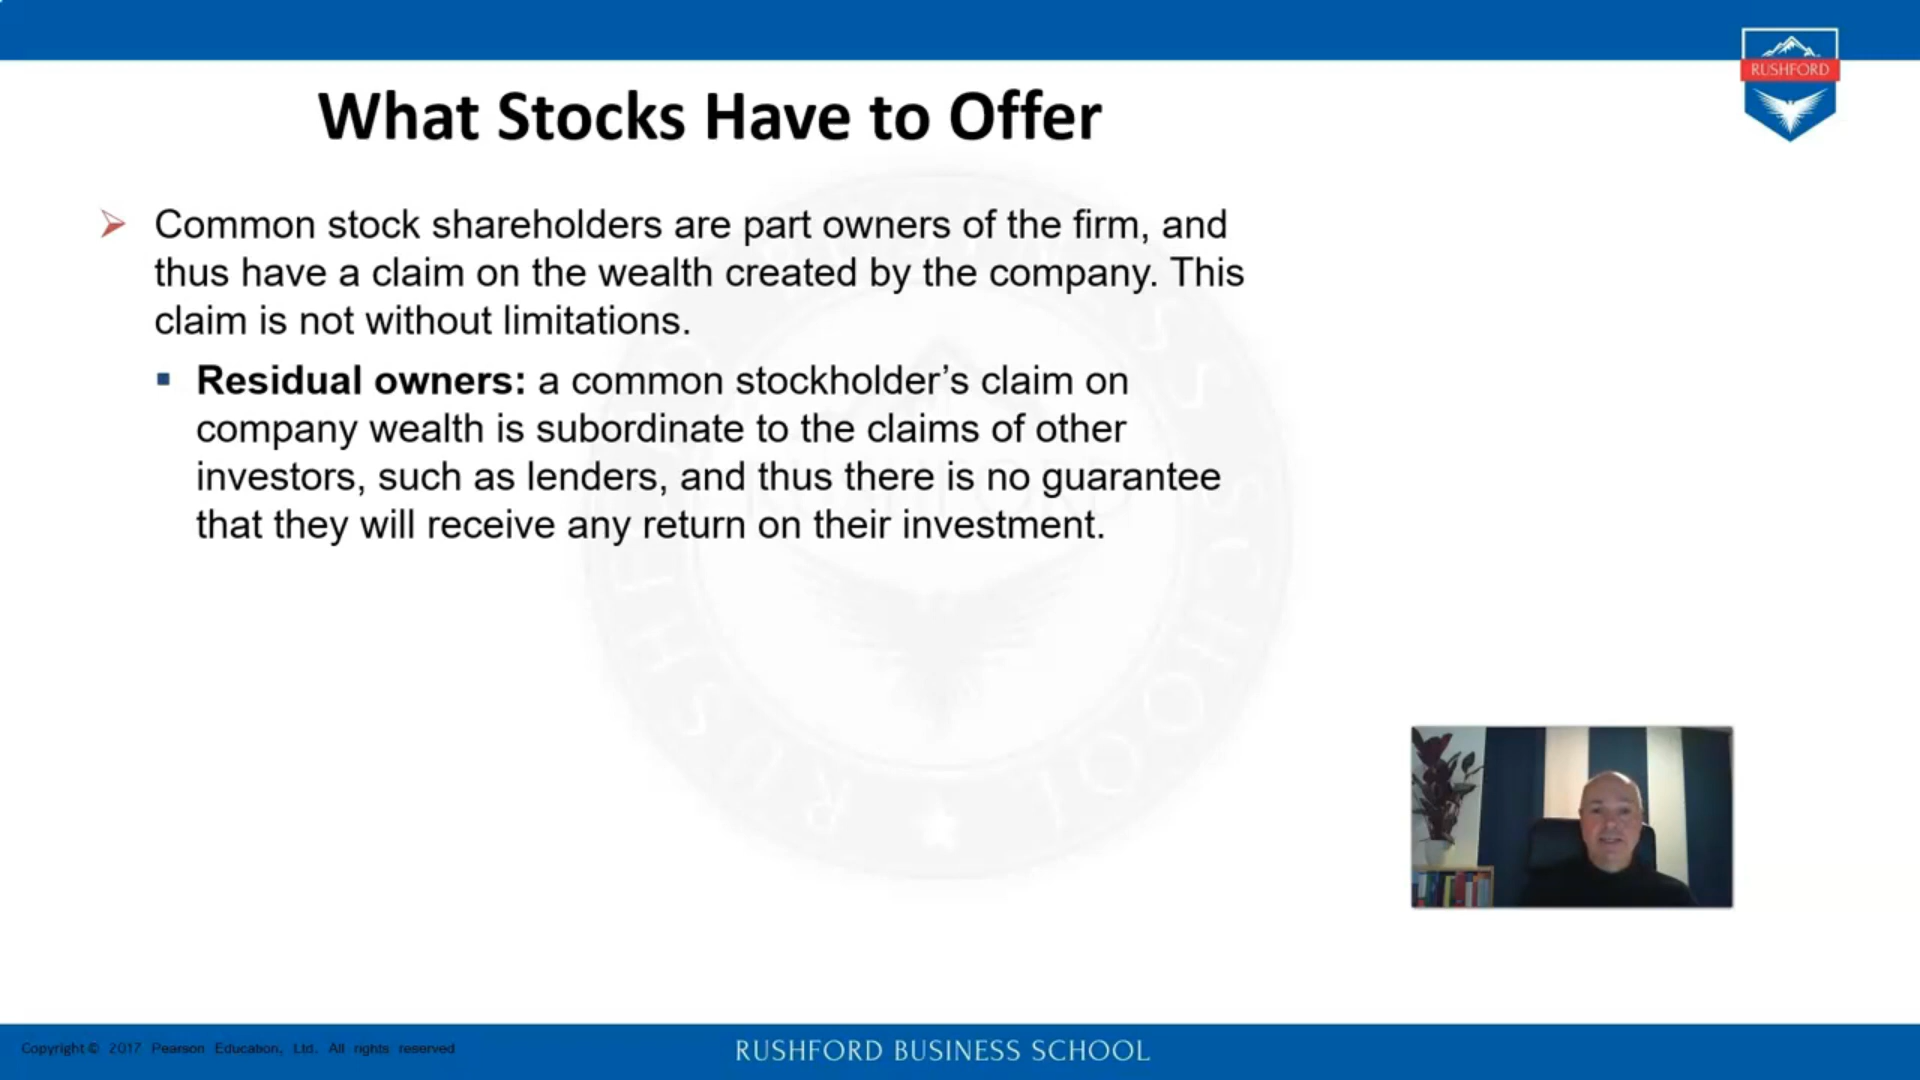 RUSHFORD
What Stocks Have to Offer
Common stock shareholders are part owners of the firm, and
thus have a claim on the wealth created by the company. This
claim is not without limitations.
Residual owners: a common stockholder’s claim on
company wealth is subordinate to the claims of other
investors, such as lenders, and thus there is no guarantee
that they will receive any return on their investment.
RUSHFORD BUSINESS SCHOOL
Copyright © 2017 Pearson Education, Ltd. All rights reserved
RUSHFORD BUSINESS SCHOOL